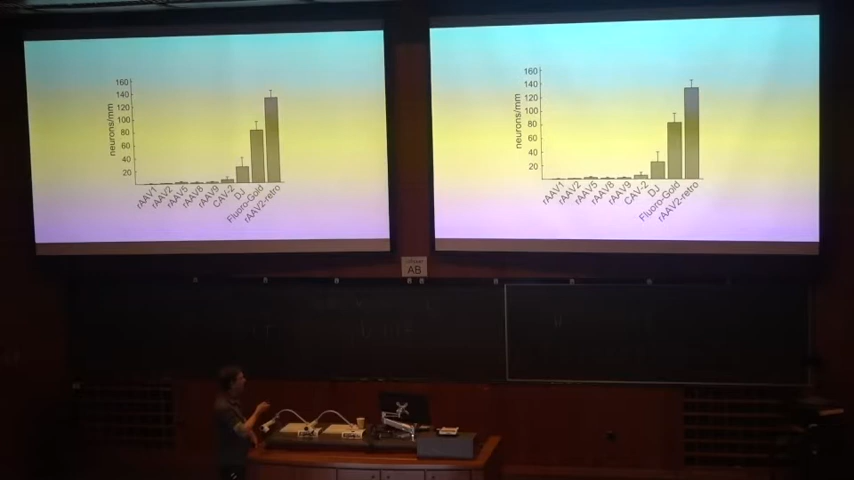 160
140
120
100
80
60
40
20
neurons/mm
rAAV1
rAAV2
rAAV5
rAAV8
rAAV9
CAV-2
DJ
Fluoro-Gold
rAAV2-retro
160
140
120
100
80
60
40
20
neurons/mm
rAAV1
rAAV2
rAAV5
rAAV8
rAAV9
CAV-2
DJ
Fluoro-Gold
rAAV2-retro
AB